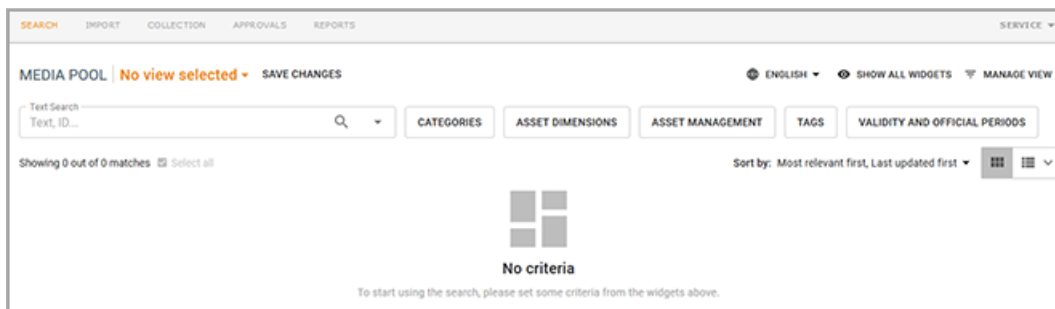 SEARCH IMPORT COLLECTION APPROVALS REPORTS SERVICE
MEDIA POOL No view selected SAVE CHANGES ENGLISH SHOW ALL WIDGETS MANAGE VIEW
Text Search
Text, ID... CATEGORIES ASSET DIMENSIONS ASSET MANAGEMENT TAGS VALIDITY AND OFFICIAL PERIODS
Showing 0 out of 0 matches Select all Sort by: Most relevant first, Last updated first
No criteria
To start using the search, please set some criteria from the widgets above.